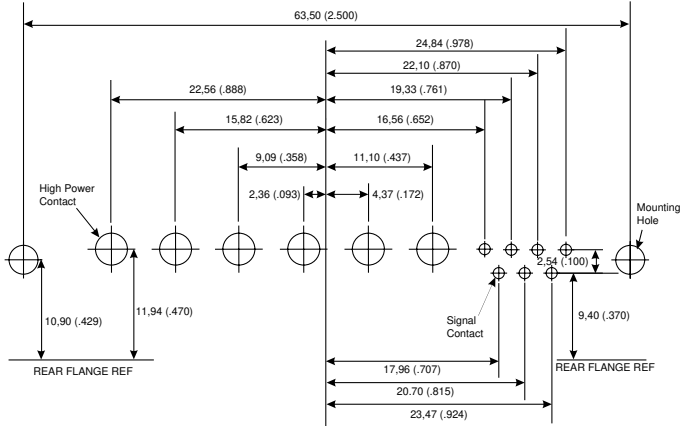 63,50 (2.500)
24,84 (.978)
22,10 (.870)
22,56 (.888)
19,33 (.761)
15,82 (.623)
16,56 (.652)
9,09 (.358)
11,10 (.437)
High Power
Contact
2,36 (.093)
4,37 (.172)
Mounting
Hole
2,54 (.100)
10,90 (.429)
11,94 (.470)
Signal
Contact
9,40 (.370)
REAR FLANGE REF
17,96 (.707)
REAR FLANGE REF
20.70 (.815)
23,47 (.924)